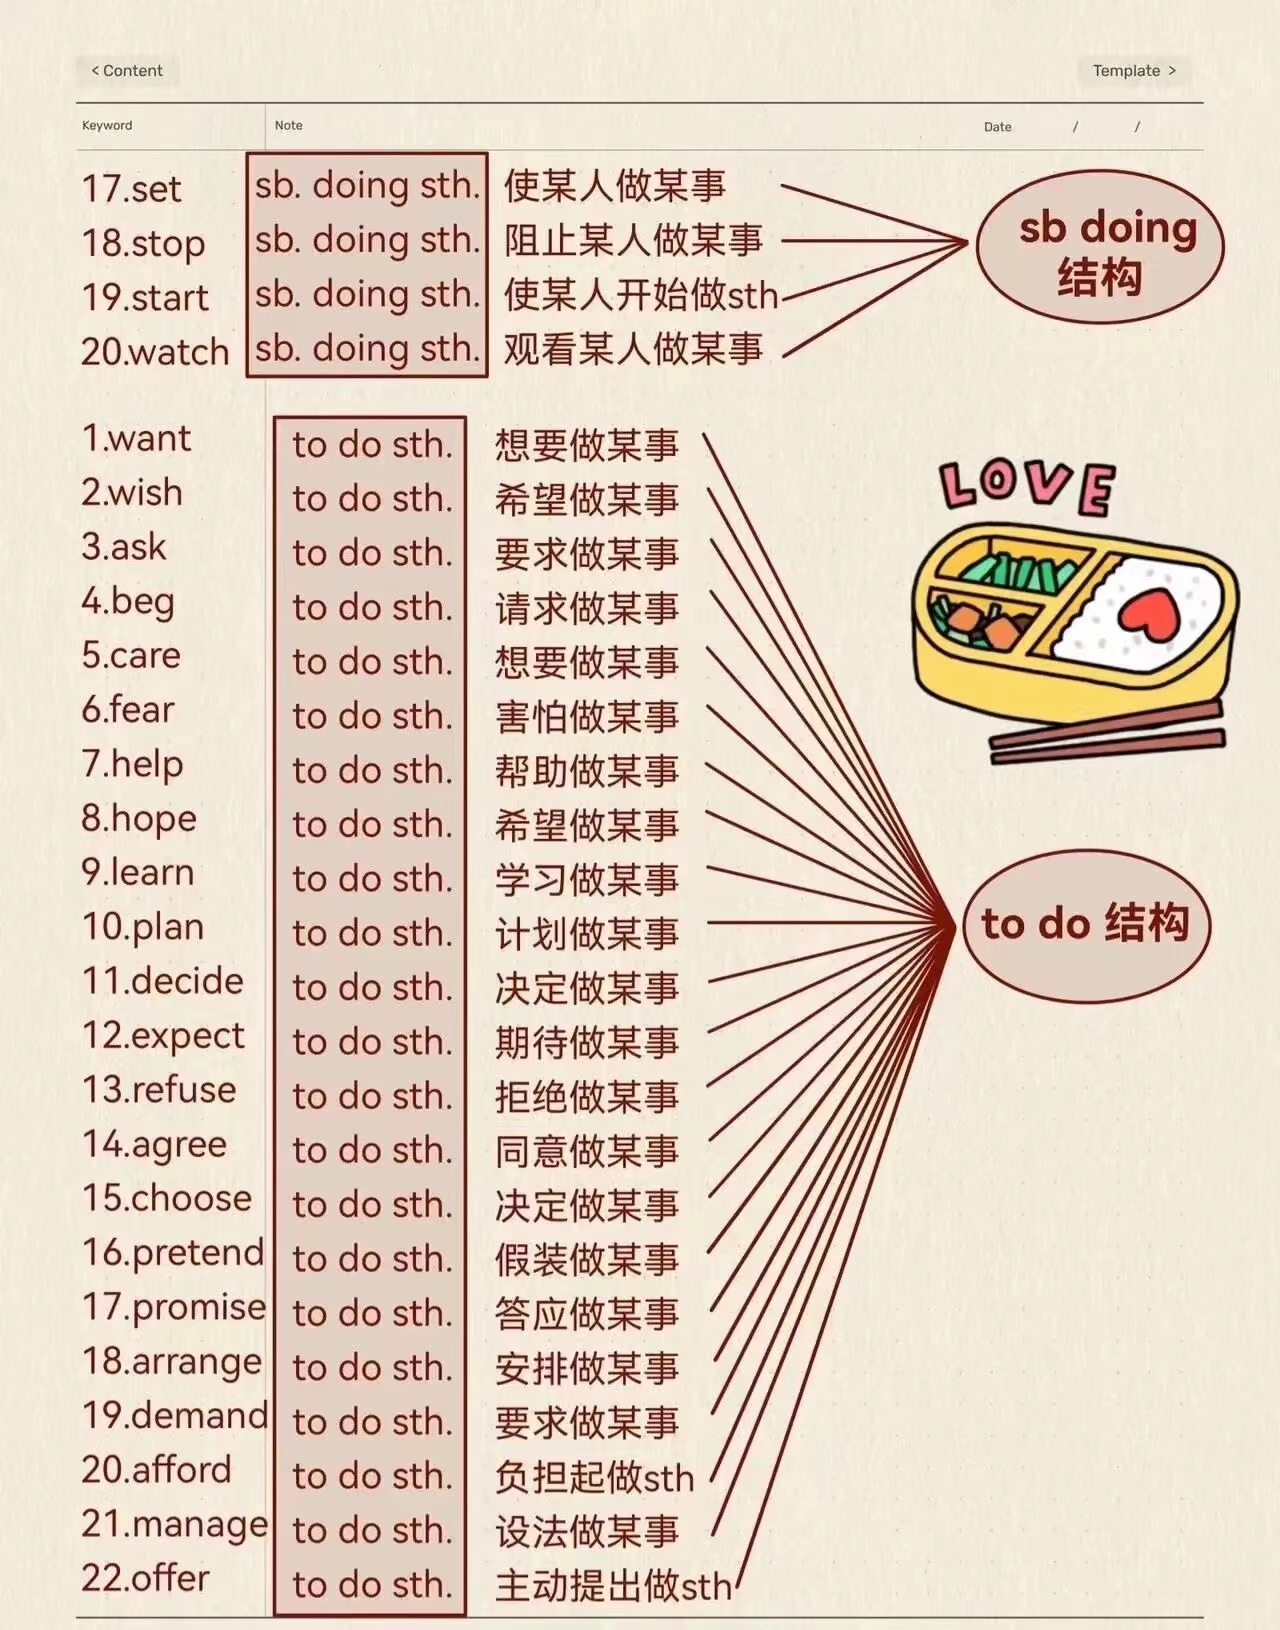 < Content
Template >
Keyword Note Date / /
17.set sb. doing sth. 使某人做某事
18.stop sb. doing sth. 阻止某人做某事
19.start sb. doing sth. 使某人开始做sth
20.watch sb. doing sth. 观看某人做某事
sb doing
结构
1.want to do sth. 想要做某事
2.wish to do sth. 希望做某事
3.ask to do sth. 要求做某事
4.beg to do sth. 请求做某事
5.care to do sth. 想要做某事
6.fear to do sth. 害怕做某事
7.help to do sth. 帮助做某事
8.hope to do sth. 希望做某事
9.learn to do sth. 学习做某事
10.plan to do sth. 计划做某事
11.decide to do sth. 决定做某事
12.expect to do sth. 期待做某事
13.refuse to do sth. 拒绝做某事
14.agree to do sth. 同意做某事
15.choose to do sth. 决定做某事
16.pretend to do sth. 假装做某事
17.promise to do sth. 答应做某事
18.arrange to do sth. 安排做某事
19.demand to do sth. 要求做某事
20.afford to do sth. 负担起做sth
21.manage to do sth. 设法做某事
22.offer to do sth. 主动提出做sth
LOVE
to do 结构